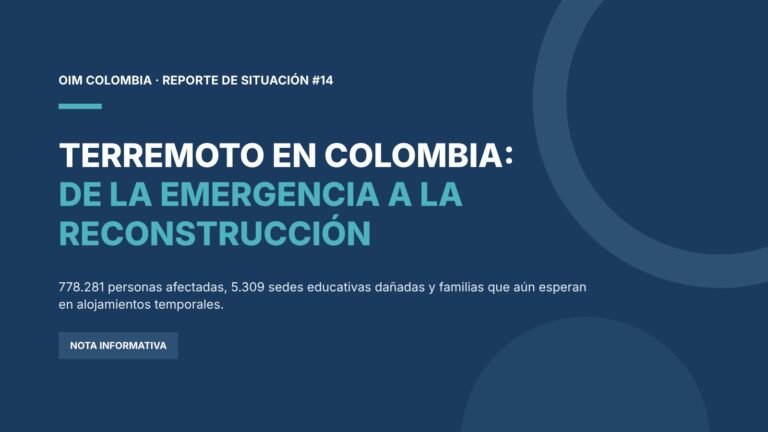 OIM COLOMBIA · REPORTE DE SITUACIÓN #14
TERREMOTO EN COLOMBIA:
DE LA EMERGENCIA A LA
RECONSTRUCCIÓN
778.281 personas afectadas, 5.309 sedes educativas dañadas y familias que aún esperan
en alojamientos temporales.
NOTA INFORMATIVA